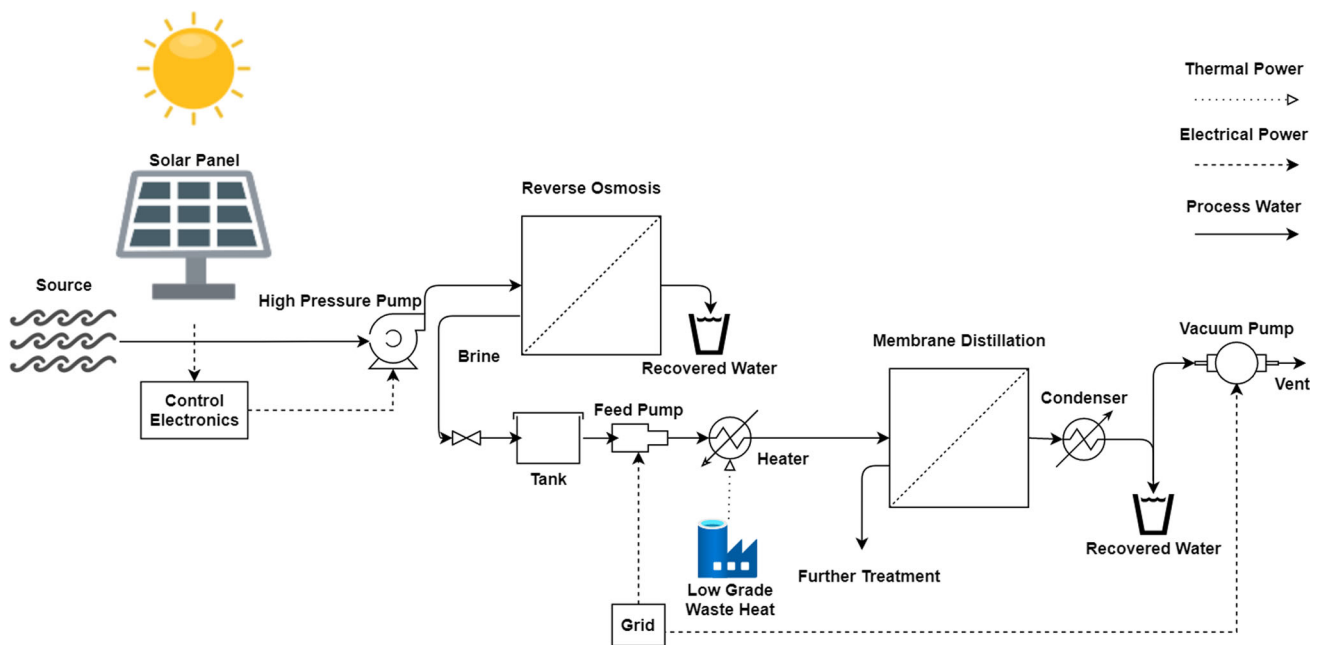 Thermal Power
Electrical Power
Process Water
Solar Panel
Reverse Osmosis
Source
High Pressure Pump
Brine
Recovered Water
Control
Electronics
Feed Pump
Tank
Heater
Low Grade
Waste Heat
Grid
Membrane Distillation
Further Treatment
Condenser
Recovered Water
Vacuum Pump
Vent